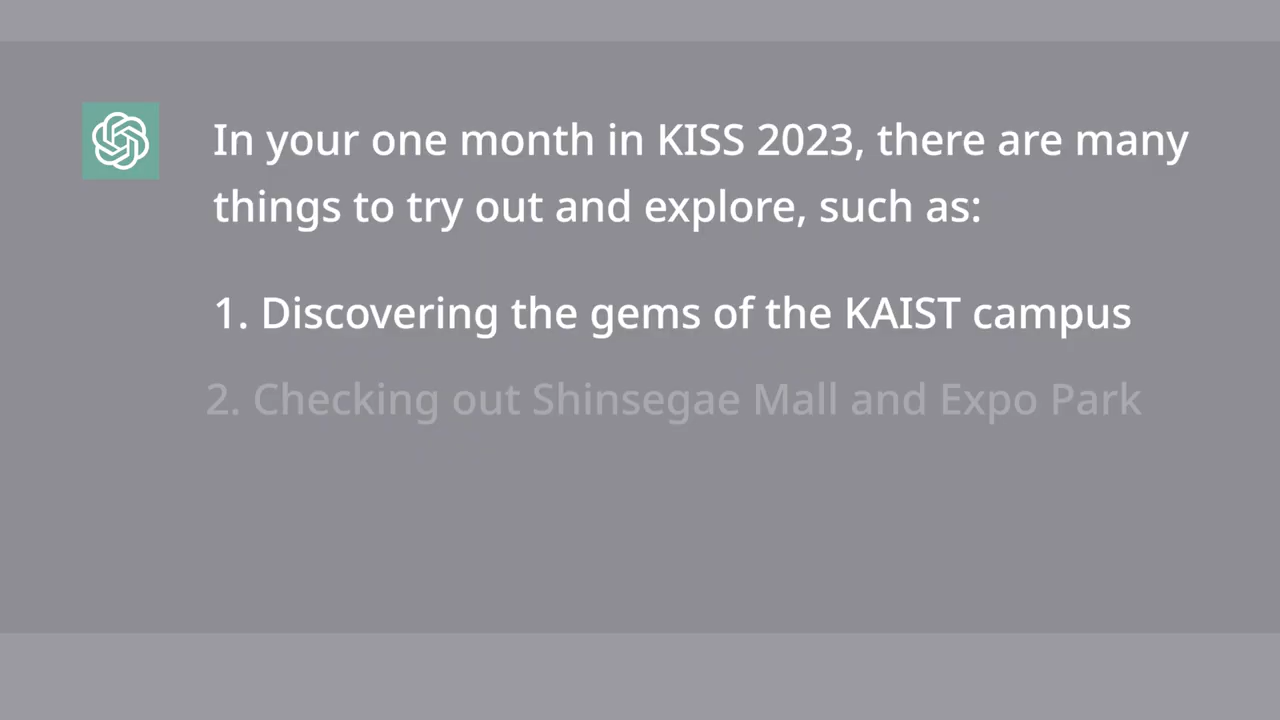 In your one month in KISS 2023, there are many
things to try out and explore, such as:
1. Discovering the gems of the KAIST campus
2. Checking out Shinsegae Mall and Expo Park